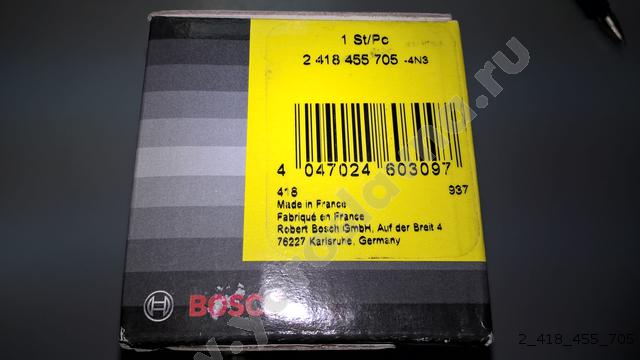 1 St/Pc
2 418 455 705 -4N3
4 047024 603097
418 937
Made in France
Fabriqué en France
Robert Bosch GmbH, Auf der Breit 4
76227 Karlsruhe, Germany
BOSC
2_418_455_705